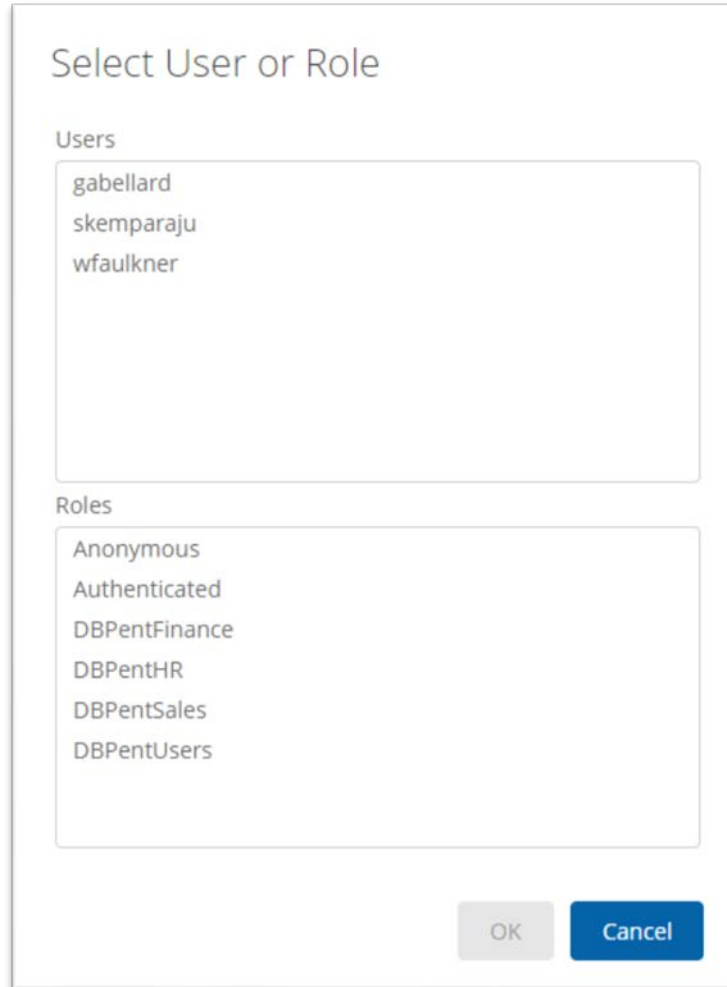 Select User or Role
Users
gabellard
skemparaju
wfaulkner
Roles
Anonymous
Authenticated
DBPentFinance
DBPentHR
DBPentSales
DBPentUsers
OK
Cancel